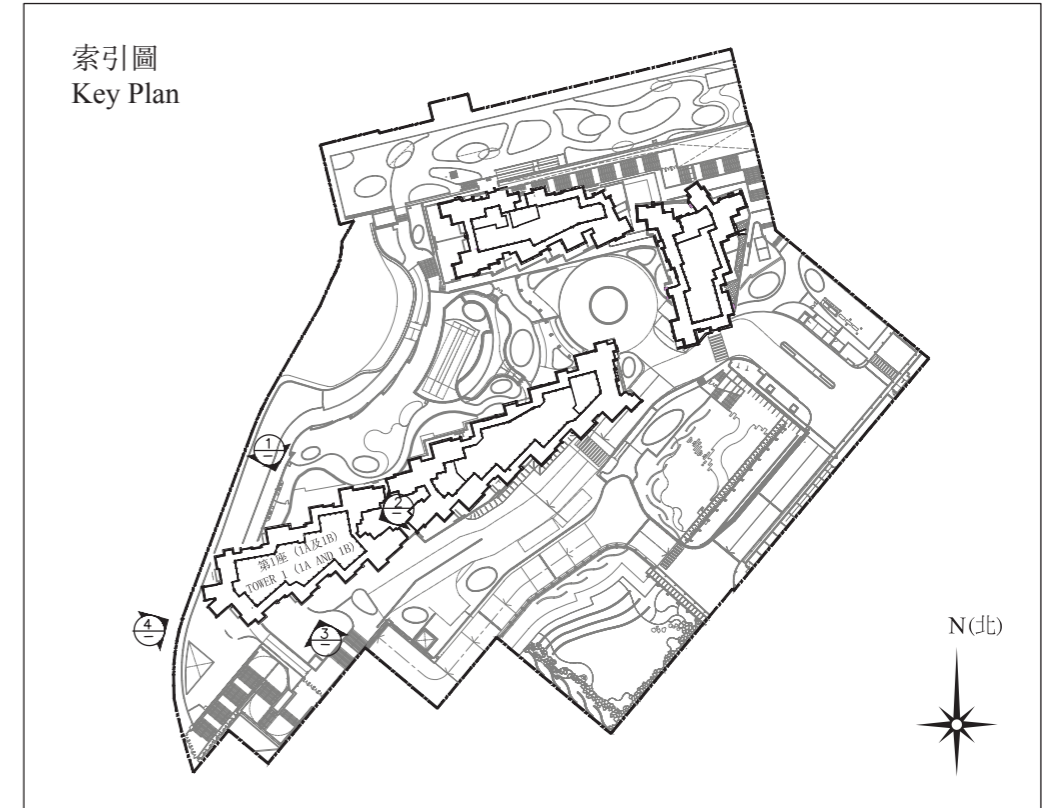 索引圖
Key Plan
1
–
2
–
第1座 (1A及1B)
TOWER 1 (1A AND 1B)
4
–
3
–
N(北)